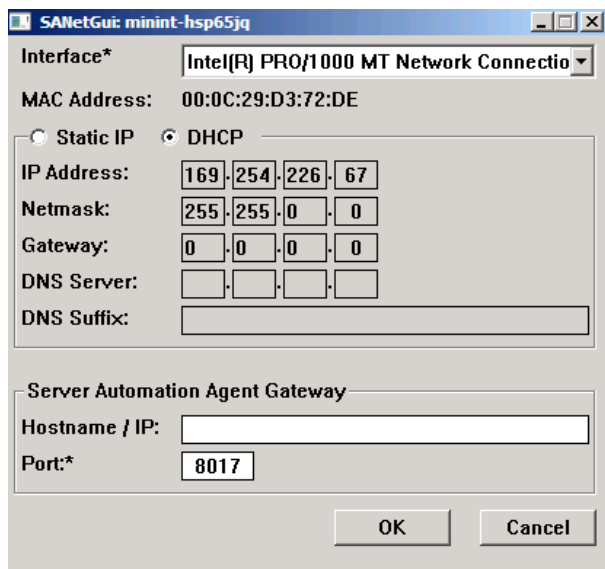 SANetGui: minint-hsp65jq
Interface* Intel(R) PRO/1000 MT Network Connectio
MAC Address: 00:0C:29:D3:72:DE
Static IP DHCP
IP Address: 169.254.226.67
Netmask: 255.255.0.0
Gateway: 0.0.0.0
DNS Server: . . .
DNS Suffix:
Server Automation Agent Gateway
Hostname / IP:
Port:* 8017
OK Cancel